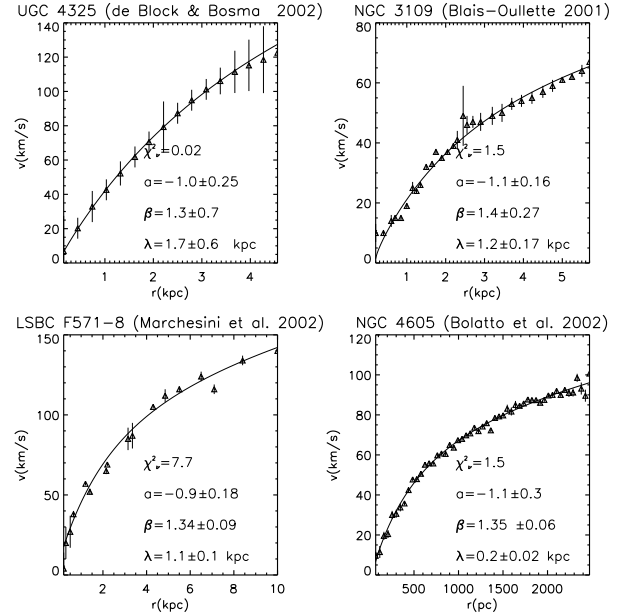 UGC 4325 (de Block & Bosma 2002)
140
120
100
80
60
40
20
0
v(km/s)
χ²ᵥ=0.02
a=−1.0±0.25
β=1.3±0.7
λ=1.7±0.6 kpc
1 2 3 4
r(kpc)
NGC 3109 (Blais−Oullette 2001)
80
60
40
20
0
v(km/s)
χ²ᵥ=1.5
a=−1.1±0.16
β=1.4±0.27
λ=1.2±0.17 kpc
1 2 3 4 5
r(kpc)
LSBC F571−8 (Marchesini et al. 2002)
150
100
50
0
v(km/s)
χ²ᵥ=7.7
a=−0.9±0.18
β=1.34±0.09
λ=1.1±0.1 kpc
2 4 6 8 10
r(kpc)
NGC 4605 (Bolatto et al. 2002)
120
100
80
60
40
20
0
v(km/s)
χ²ᵥ=1.5
a=−1.1±0.3
β=1.35 ±0.06
λ=0.2±0.02 kpc
500 1000 1500 2000
r(pc)